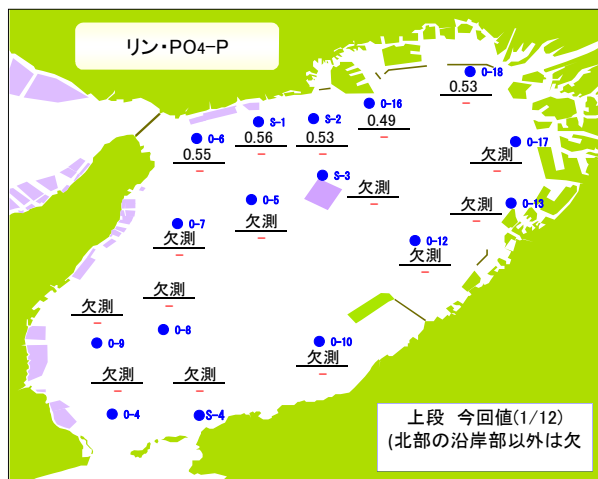 リン・PO4-P
O-18
0.53
-
O-16
0.49
-
S-1
0.56
-
S-2
0.53
-
O-6
0.55
-
O-17
欠測
-
S-3
欠測
-
O-5
欠測
-
O-13
欠測
-
O-7
欠測
-
O-12
欠測
-
欠測
-
O-8
欠測
-
O-9
O-10
欠測
-
欠測
-
O-4
欠測
-
S-4
上段 今回値(1/12)
(北部の沿岸部以外は欠